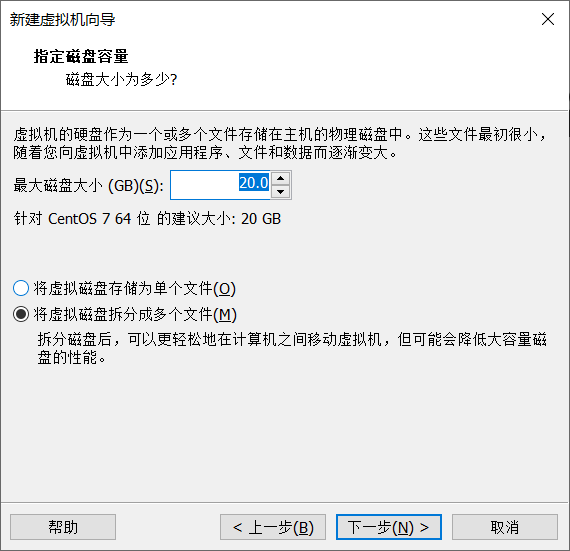 新建虚拟机向导
指定磁盘容量
磁盘大小为多少?
虚拟机的硬盘作为一个或多个文件存储在主机的物理磁盘中。这些文件最初很小，
随着您向虚拟机中添加应用程序、文件和数据而逐渐变大。
最大磁盘大小 (GB)(S): 20.0
针对 CentOS 7 64 位 的建议大小: 20 GB
将虚拟磁盘存储为单个文件(O)
将虚拟磁盘拆分成多个文件(M)
拆分磁盘后，可以更轻松地在计算机之间移动虚拟机，但可能会降低大容量磁
盘的性能。
帮助 < 上一步(B) 下一步(N) > 取消